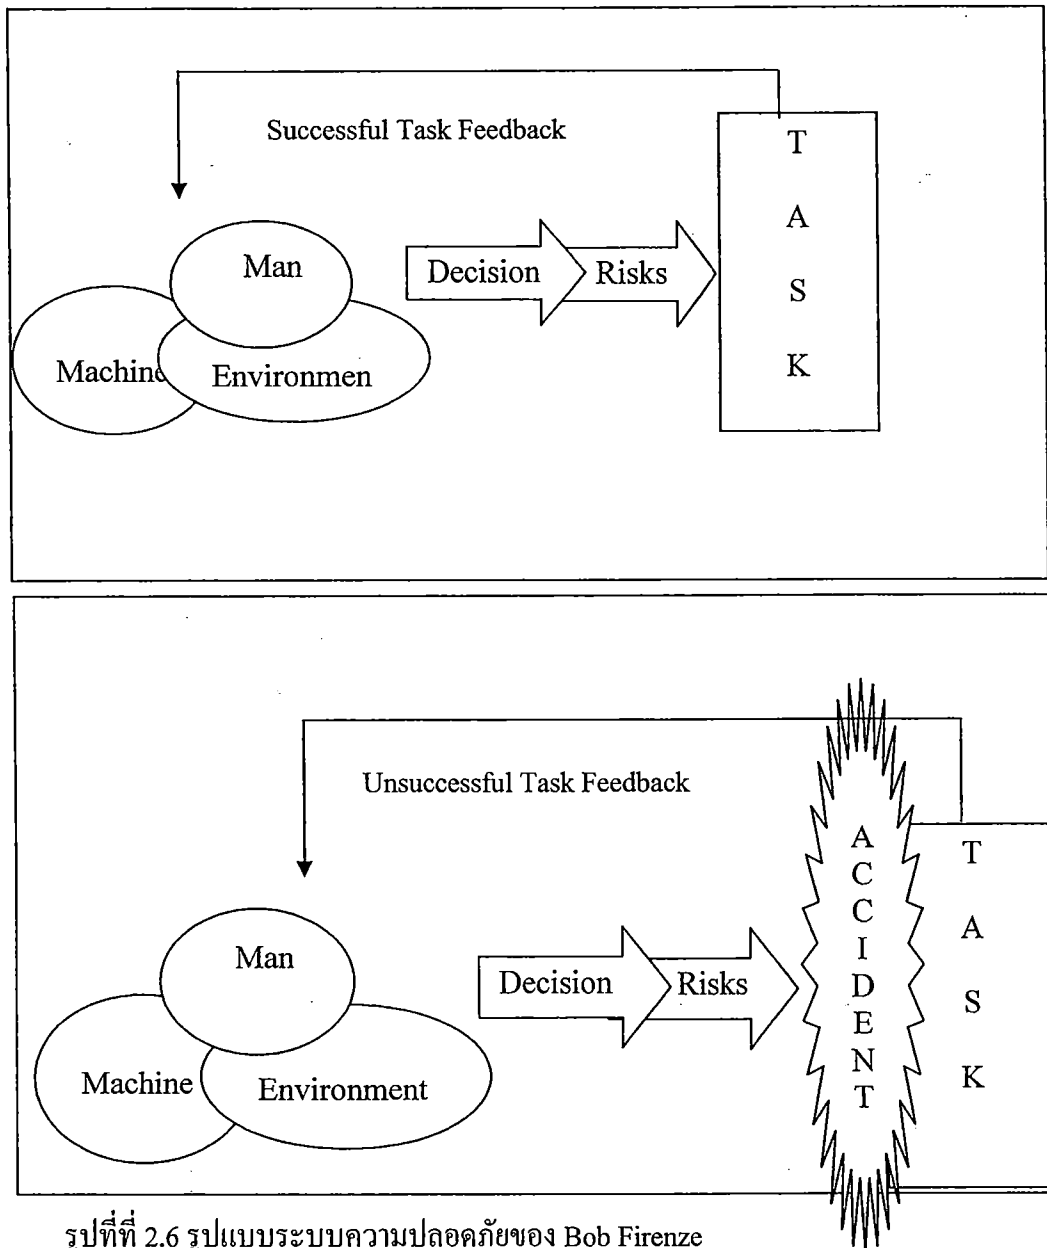 Successful Task Feedback
T
A
S
K
Man
Decision
Risks
Machine
Environmen
Unsuccessful Task Feedback
ACCIDENT
T
A
S
K
Man
Decision
Risks
Machine
Environment
รูปที่ที่ 2.6 รูปแบบระบบความปลอดภัยของ Bob Firenze